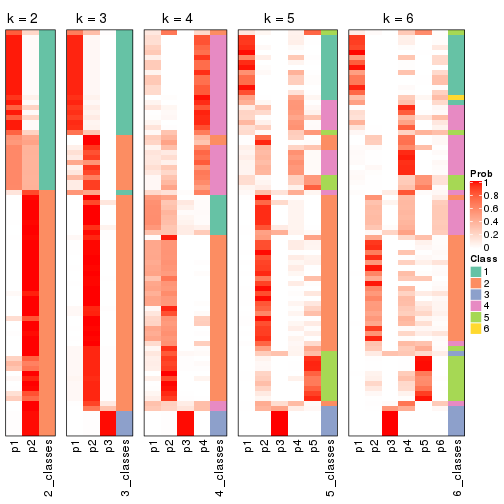 k = 2
k = 3
k = 4
k = 5
k = 6
p1
p2
2_classes
p1
p2
p3
3_classes
p1
p2
p3
p4
4_classes
p1
p2
p3
p4
p5
5_classes
p1
p2
p3
p4
p5
p6
6_classes
Prob
1
0.8
0.6
0.4
0.2
0
Class
1
2
3
4
5
6